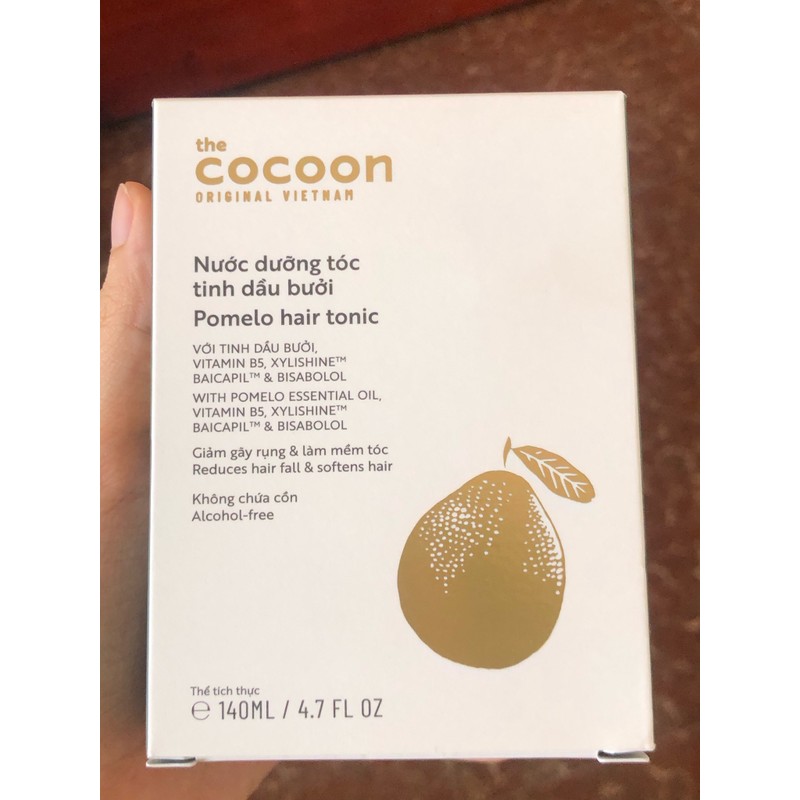 the
cocoon
ORIGINAL VIETNAM
Nước dưỡng tóc
tinh dầu bưởi
Pomelo hair tonic
VỚI TINH DẦU BƯỞI,
VITAMIN B5, XYLISHINE™
BAICAPIL™ & BISABOLOL
WITH POMELO ESSENTIAL OIL,
VITAMIN B5, XYLISHINE™
BAICAPIL™ & BISABOLOL
Giảm gãy rụng & làm mềm tóc
Reduces hair fall & softens hair
Không chứa cồn
Alcohol-free
Thể tích thực
℮ 140ML / 4.7 FL OZ